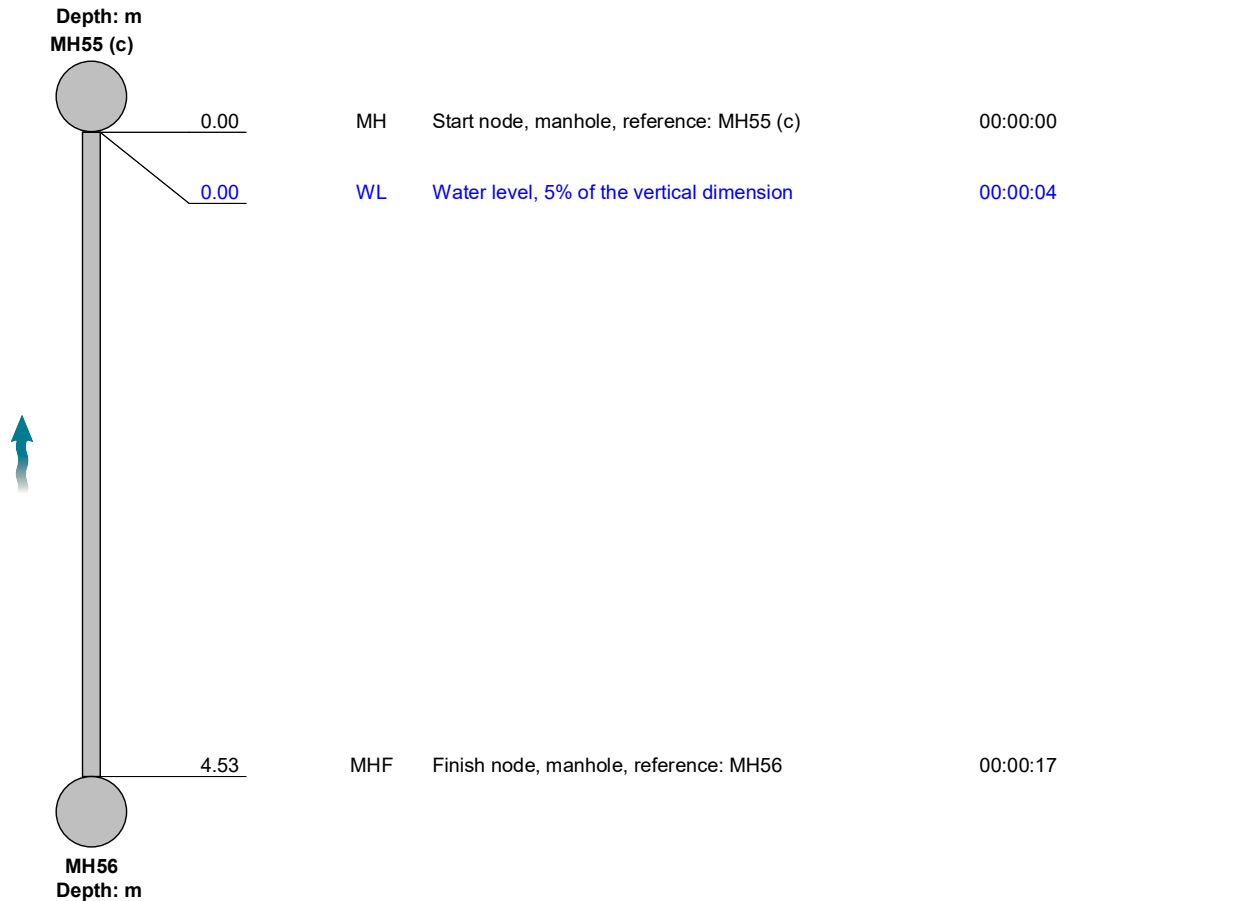 Depth: m
MH55 (c)
0.00 MH Start node, manhole, reference: MH55 (c) 00:00:00
0.00 WL Water level, 5% of the vertical dimension 00:00:04
4.53 MHF Finish node, manhole, reference: MH56 00:00:17
MH56
Depth: m